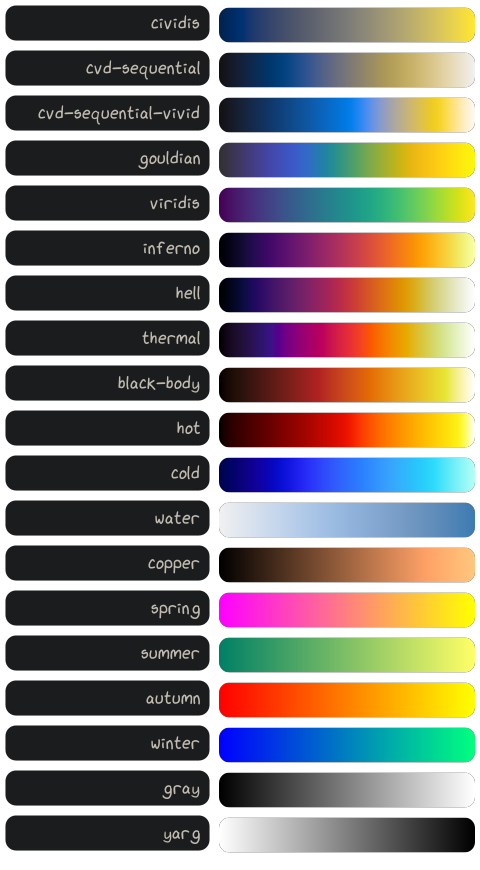 cividis
cvd-sequential
cvd-sequential-vivid
gouldian
viridis
inferno
hell
thermal
black-body
hot
cold
water
copper
spring
summer
autumn
winter
gray
yarg